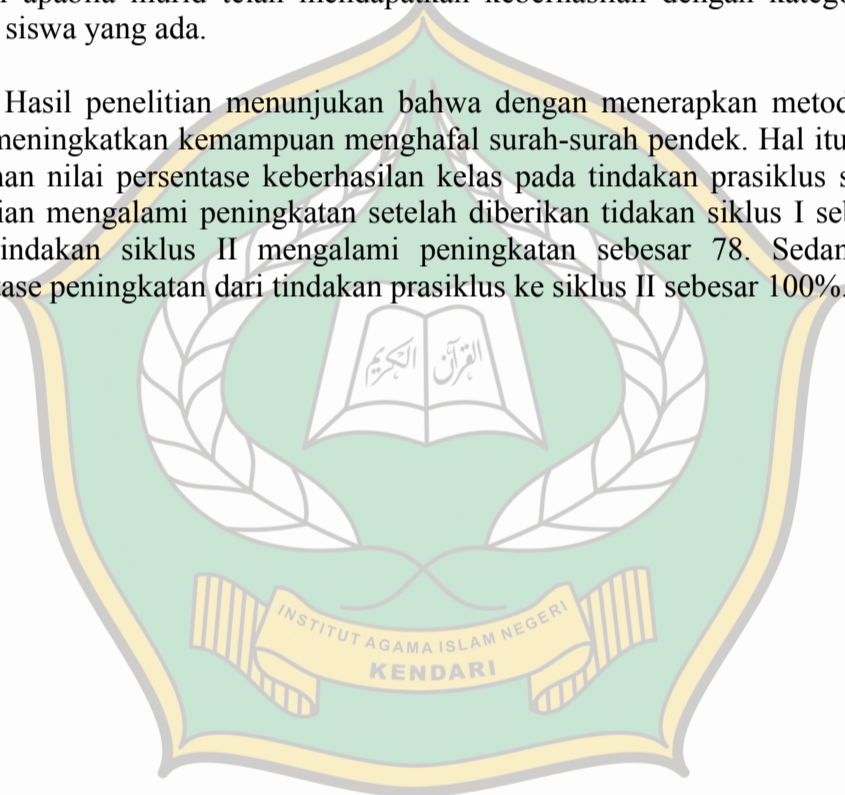 apabila murid telah mendapatkan keberhasilan dengan
siswa yang ada.
Hasil penelitian menunjukan bahwa dengan menerapkan metod
meningkatkan kemampuan menghafal surah-surah pendek. Hal itu
nan nilai persentase keberhasilan kelas pada tindakan prasiklus s
ian mengalami peningkatan setelah diberikan tidakan siklus I se
indakan siklus II mengalami peningkatan sebesar 78. Sedan
tase peningkatan dari tindakan prasiklus ke siklus II sebesar 100%.
القرآن الكريم
INSTITUT AGAMA ISLAM NEGERI
KENDARI